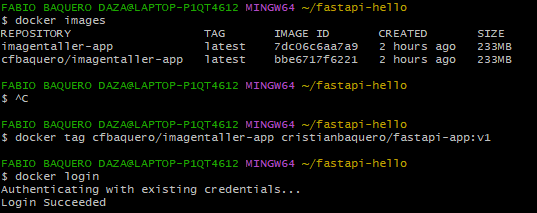 FABIO BAQUERO DAZA@LAPTOP-P1QT4612 MINGW64 ~/fastapi-hello
$ docker images
REPOSITORY TAG IMAGE ID CREATED SIZE
imagentaller-app latest 7dc06c6aa7a9 2 hours ago 233MB
cfbaquero/imagentaller-app latest bbe6717f6221 2 hours ago 233MB
FABIO BAQUERO DAZA@LAPTOP-P1QT4612 MINGW64 ~/fastapi-hello
$ ^C
FABIO BAQUERO DAZA@LAPTOP-P1QT4612 MINGW64 ~/fastapi-hello
$ docker tag cfbaquero/imagentaller-app cristianbaquero/fastapi-app:v1
FABIO BAQUERO DAZA@LAPTOP-P1QT4612 MINGW64 ~/fastapi-hello
$ docker login
Authenticating with existing credentials...
Login Succeeded